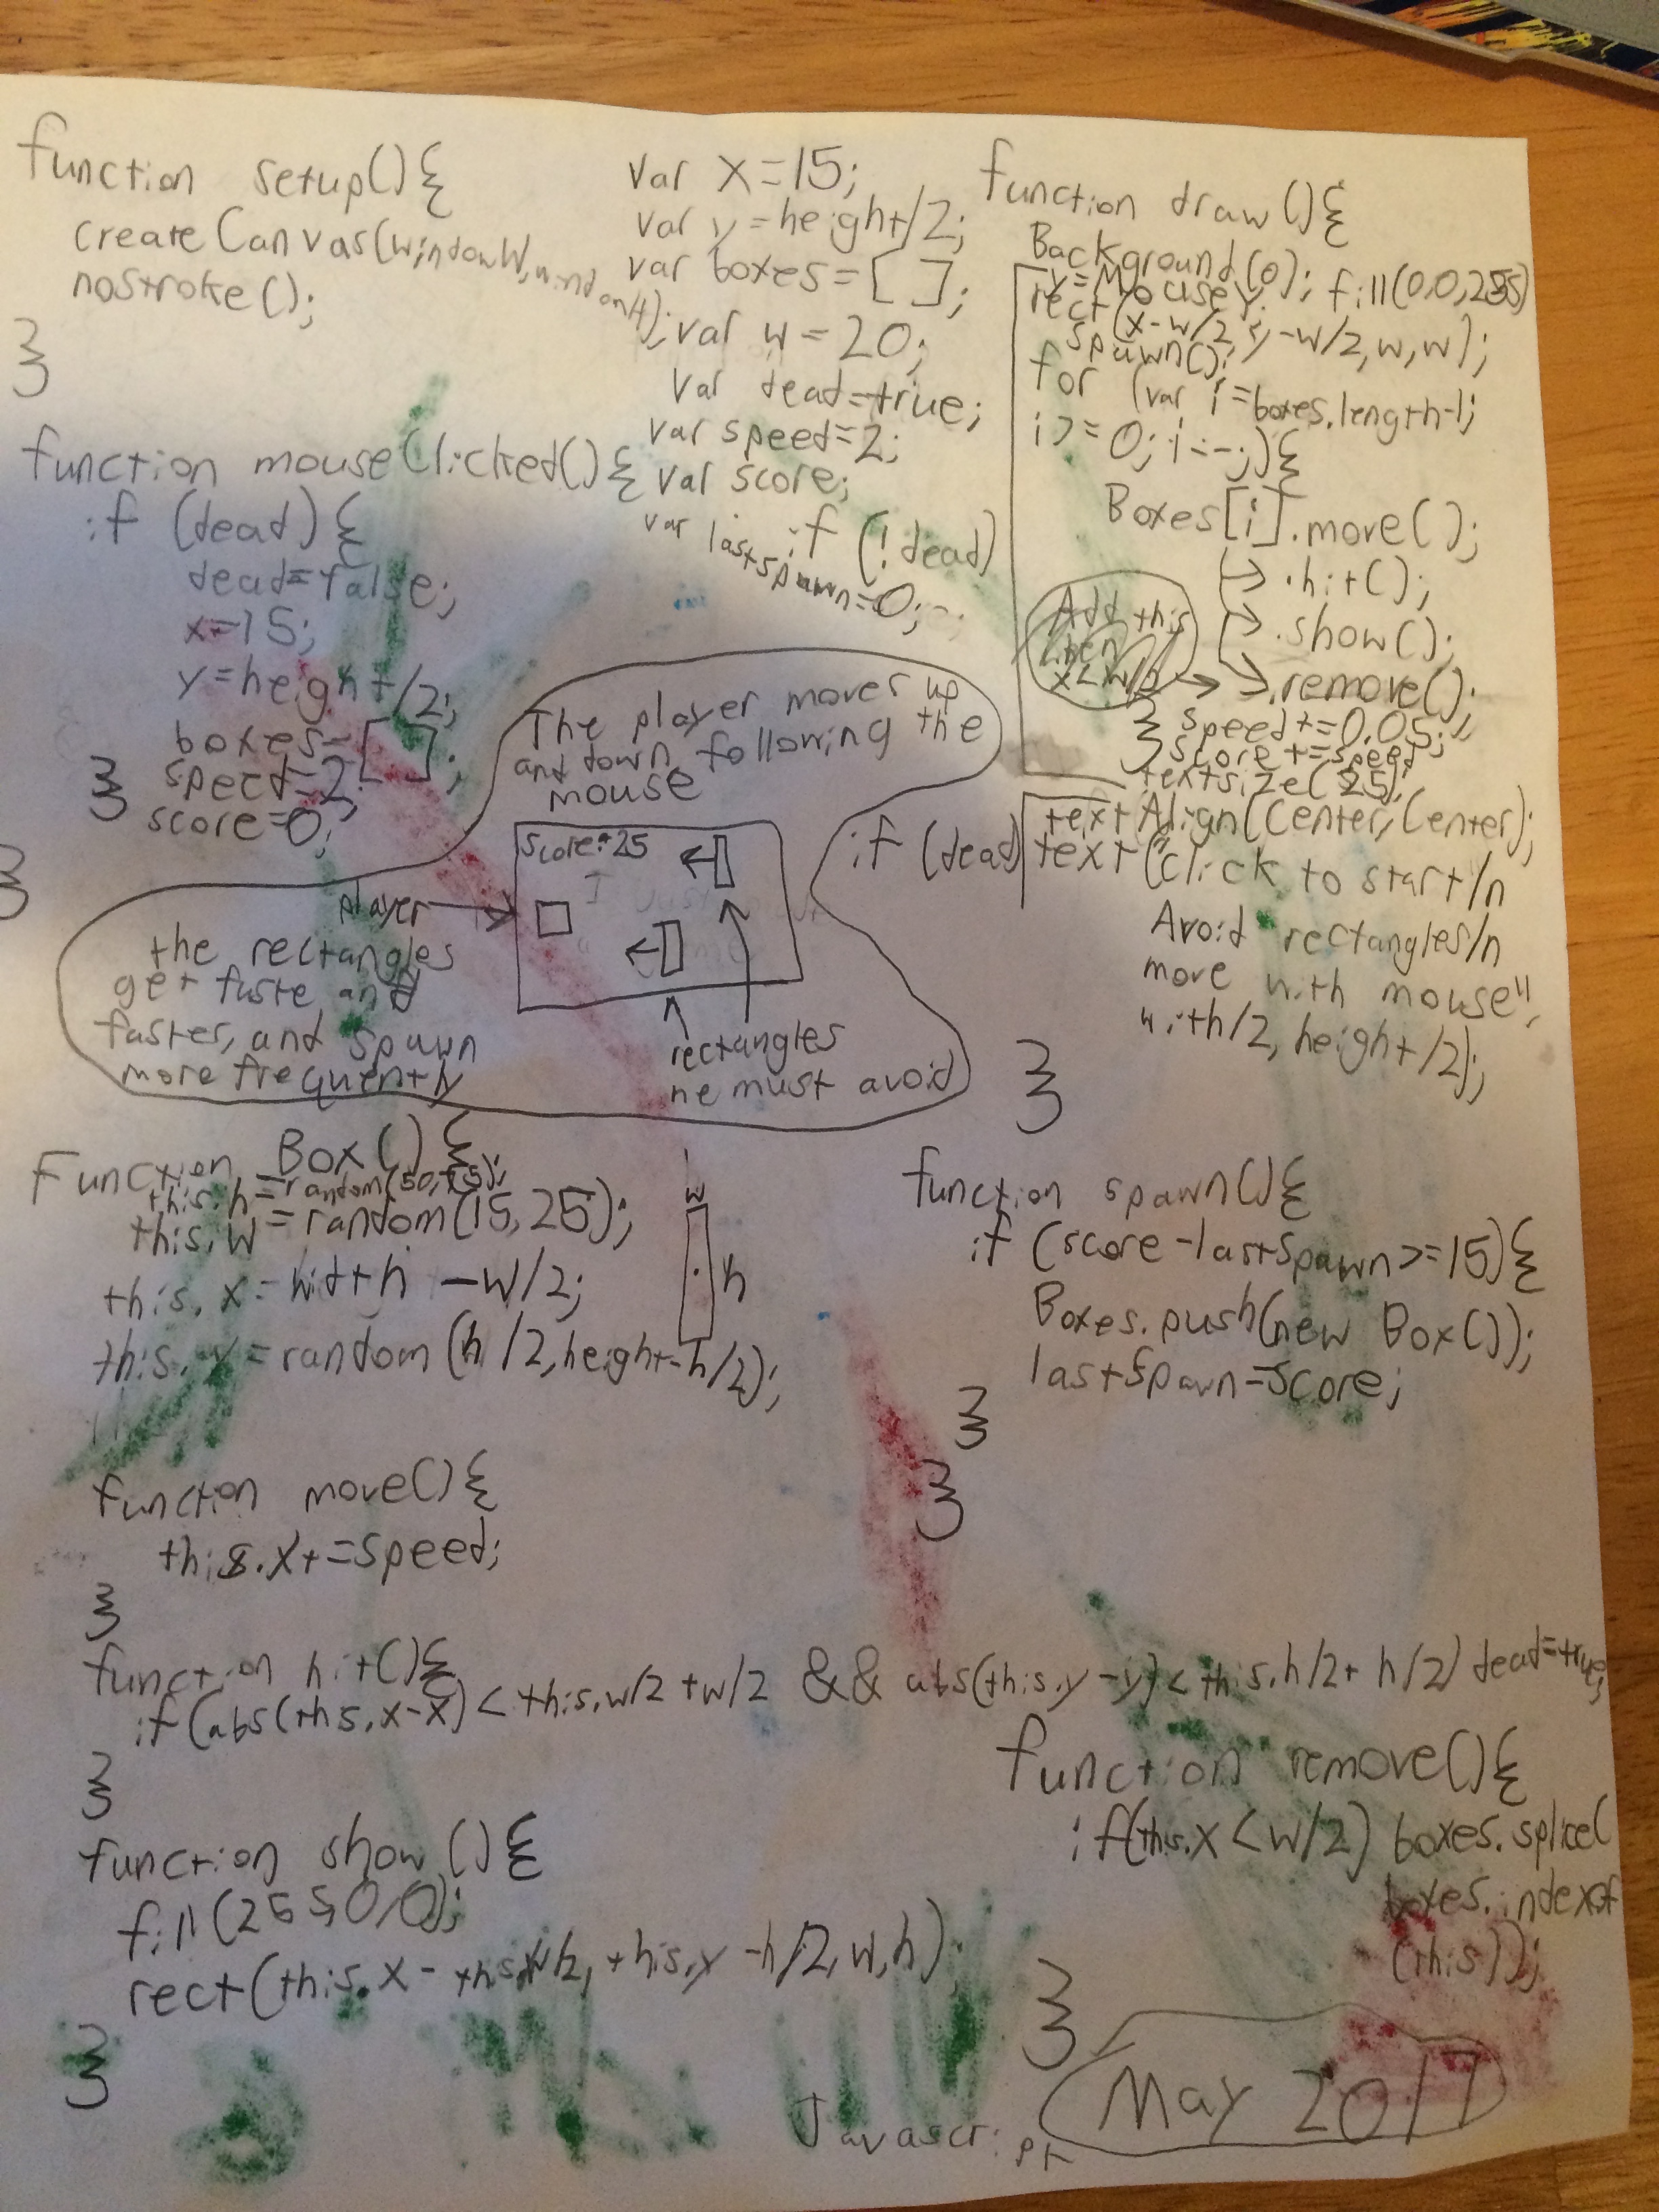 function setup(){
createCanvas(windowW,windowH);
noStroke();
}
function mouseClicked(){
if (dead){
dead=false;
x=15;
y=height/2;
boxes=[ ];
speed=2;
}
score=0;
}
var x=15;
var y=height/2;
var boxes=[ ];
var w=20;
var dead=true;
var speed=2;
var score;
var lastspawn=0;
if (!dead)
function draw(){
Background(0); fill(0,0,255)
y=MouseY;
rect(x-w/2,y-w/2,w,w);
spawn();
for (var i=boxes.length-1;
i>=0; i--;){
Boxes[i].move();
.hit();
.show();
.remove();
Add this
when
x<w/2
} speed+=0.05;
} score+=speed;
textsize(25);
if (dead)
textAlign(Center,Center);
text("Click to start/n
Avoid rectangles/n
move with mouse",
with/2, height/2);
}
The player moves up
and down, following the
mouse
Score:25
player
the rectangles
get faste and
faster, and spawn
more frequently
rectangles
he must avoid
Function Box(){
this.h=random(50,75);
this.w=random(15,25);
this.x=width-w/2;
this.y=random(h/2,height-h/2);
w
h
function spawn(){
if (score-lastspawn>=15){
Boxes.push(new Box());
lastspawn=score;
}
}
function move(){
this.x+=speed;
}
function hit(){
if(abs(this.x-x)<this.w/2+w/2 && abs(this.y-y)<this.h/2+h/2) dead=true;
}
function show(){
fill(255,0,0);
rect(this.x-this.w/2,this.y-h/2,w,h);
}
function remove(){
if(this.x<w/2) boxes.splice(
boxes.indexof
(this));
}
Javascript
May 2017